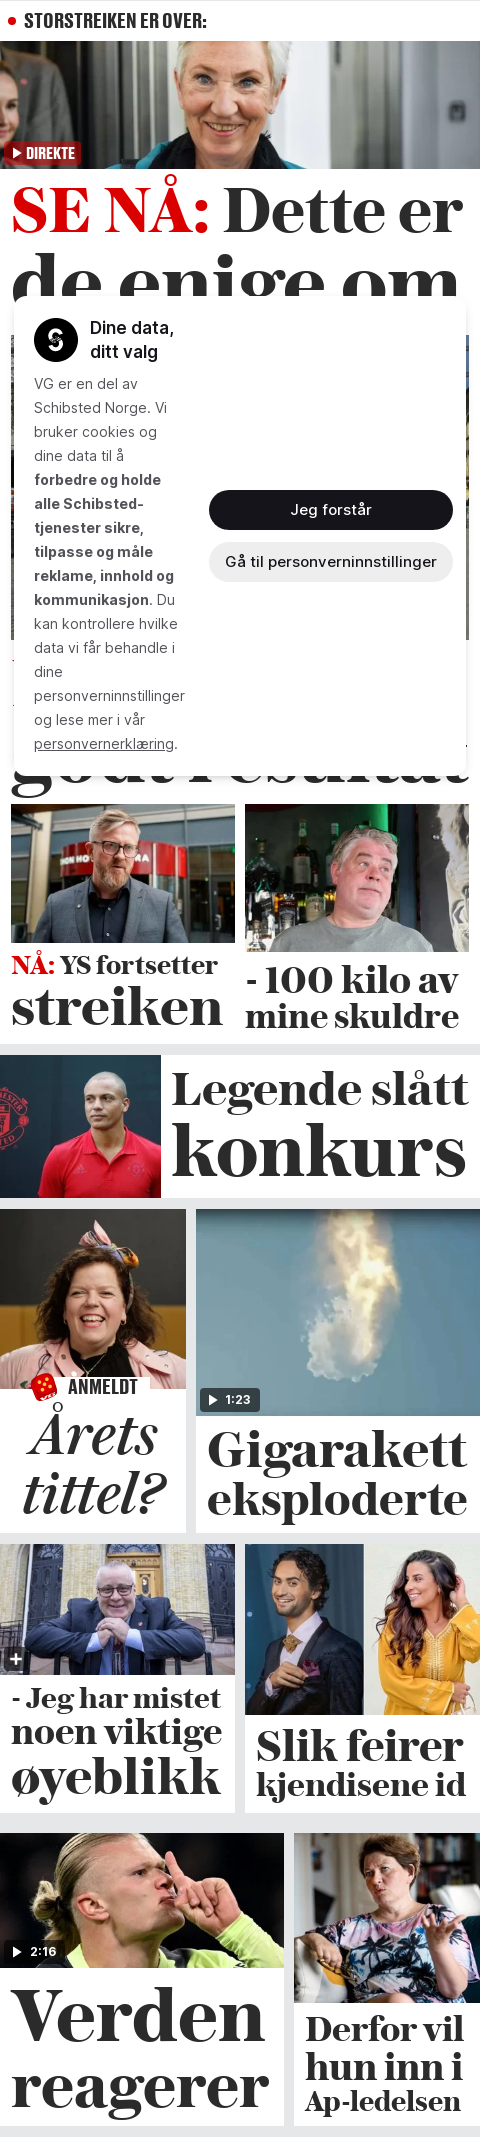 STORSTREIKEN ER OVER:
DIREKTE
SE NÅ: Dette er
de enige om
Dine data,
ditt valg
VG er en del av
Schibsted Norge. Vi
bruker cookies og
dine data til å
forbedre og holde
alle Schibsted-
tjenester sikre,
tilpasse og måle
reklame, innhold og
kommunikasjon. Du
kan kontrollere hvilke
data vi får behandle i
dine
personverninnstillinger
og lese mer i vår
personvernerklæring.
Jeg forstår
Gå til personverninnstillinger
godt resultat
NÅ: YS fortsetter
streiken
- 100 kilo av
mine skuldre
Legende slått
konkurs
ANMELDT
Årets
tittel?
1:23
Gigarakett
eksploderte
- Jeg har mistet
noen viktige
øyeblikk
Slik feirer
kjendisene id
2:16
Verden
reagerer
Derfor vil
hun inn i
Ap-ledelsen